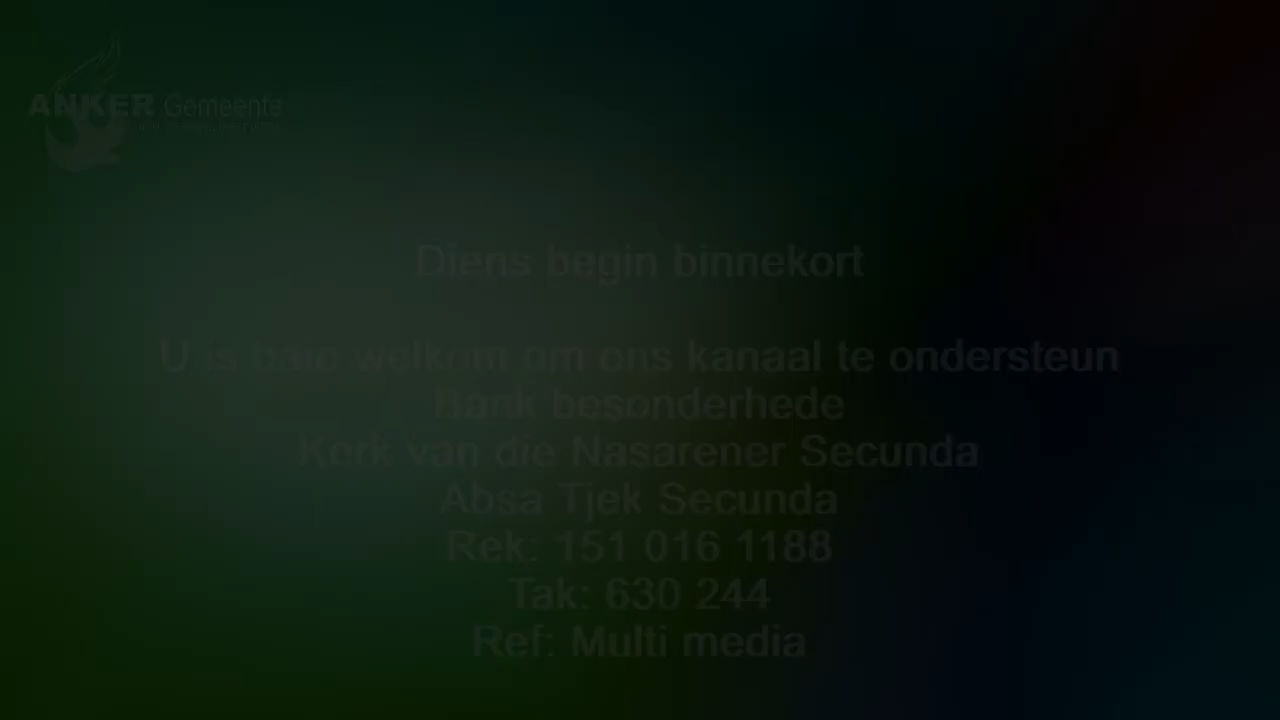 ANKER Gemeente
Diens begin binnekort
U is baie welkom om ons kanaal te ondersteun
Bank besonderhede
Kerk van die Nasarener Secunda
Absa Tjek Secunda
Rek: 151 016 1188
Tak: 630 244
Ref: Multi media